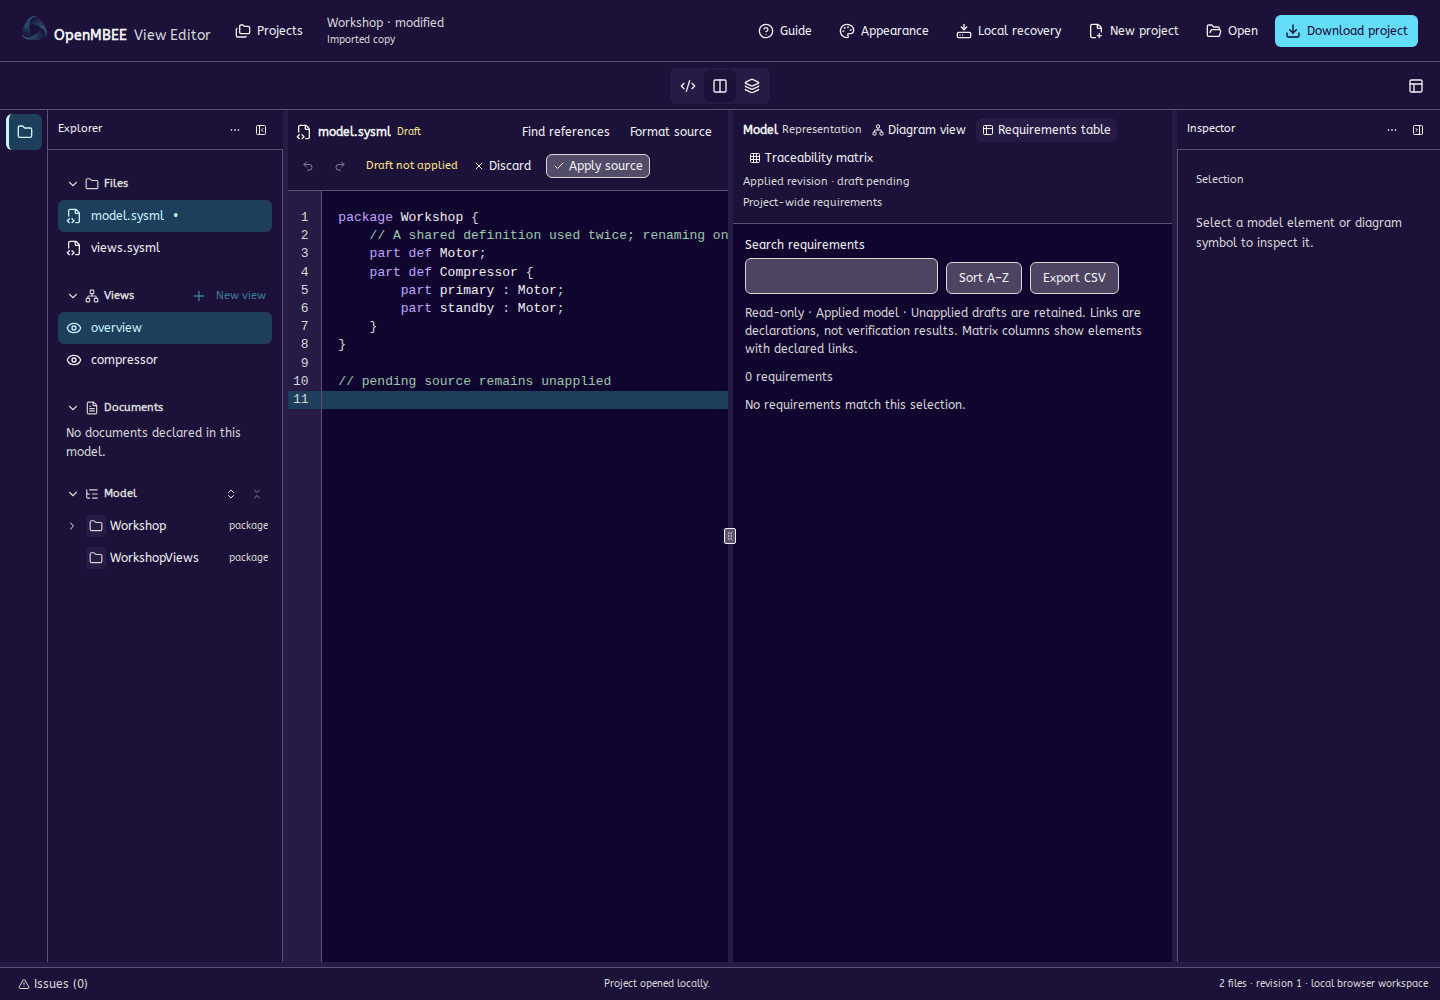 OpenMBEE View Editor
Projects
Workshop · modified
Imported copy
Guide
Appearance
Local recovery
New project
Open
Download project
Explorer
Files
model.sysml •
views.sysml
Views
New view
overview
compressor
Documents
No documents declared in this
model.
Model
Workshop package
WorkshopViews package
model.sysml Draft
Find references
Format source
Draft not applied
Discard
Apply source
1 package Workshop {
2 // A shared definition used twice; renaming on
3 part def Motor;
4 part def Compressor {
5 part primary : Motor;
6 part standby : Motor;
7 }
8 }
9
10 // pending source remains unapplied
11
Model Representation
Diagram view
Requirements table
Traceability matrix
Applied revision · draft pending
Project-wide requirements
Search requirements
Sort A–Z
Export CSV
Read-only · Applied model · Unapplied drafts are retained. Links are
declarations, not verification results. Matrix columns show elements
with declared links.
0 requirements
No requirements match this selection.
Inspector
Selection
Select a model element or diagram
symbol to inspect it.
Issues (0)
Project opened locally.
2 files · revision 1 · local browser workspace